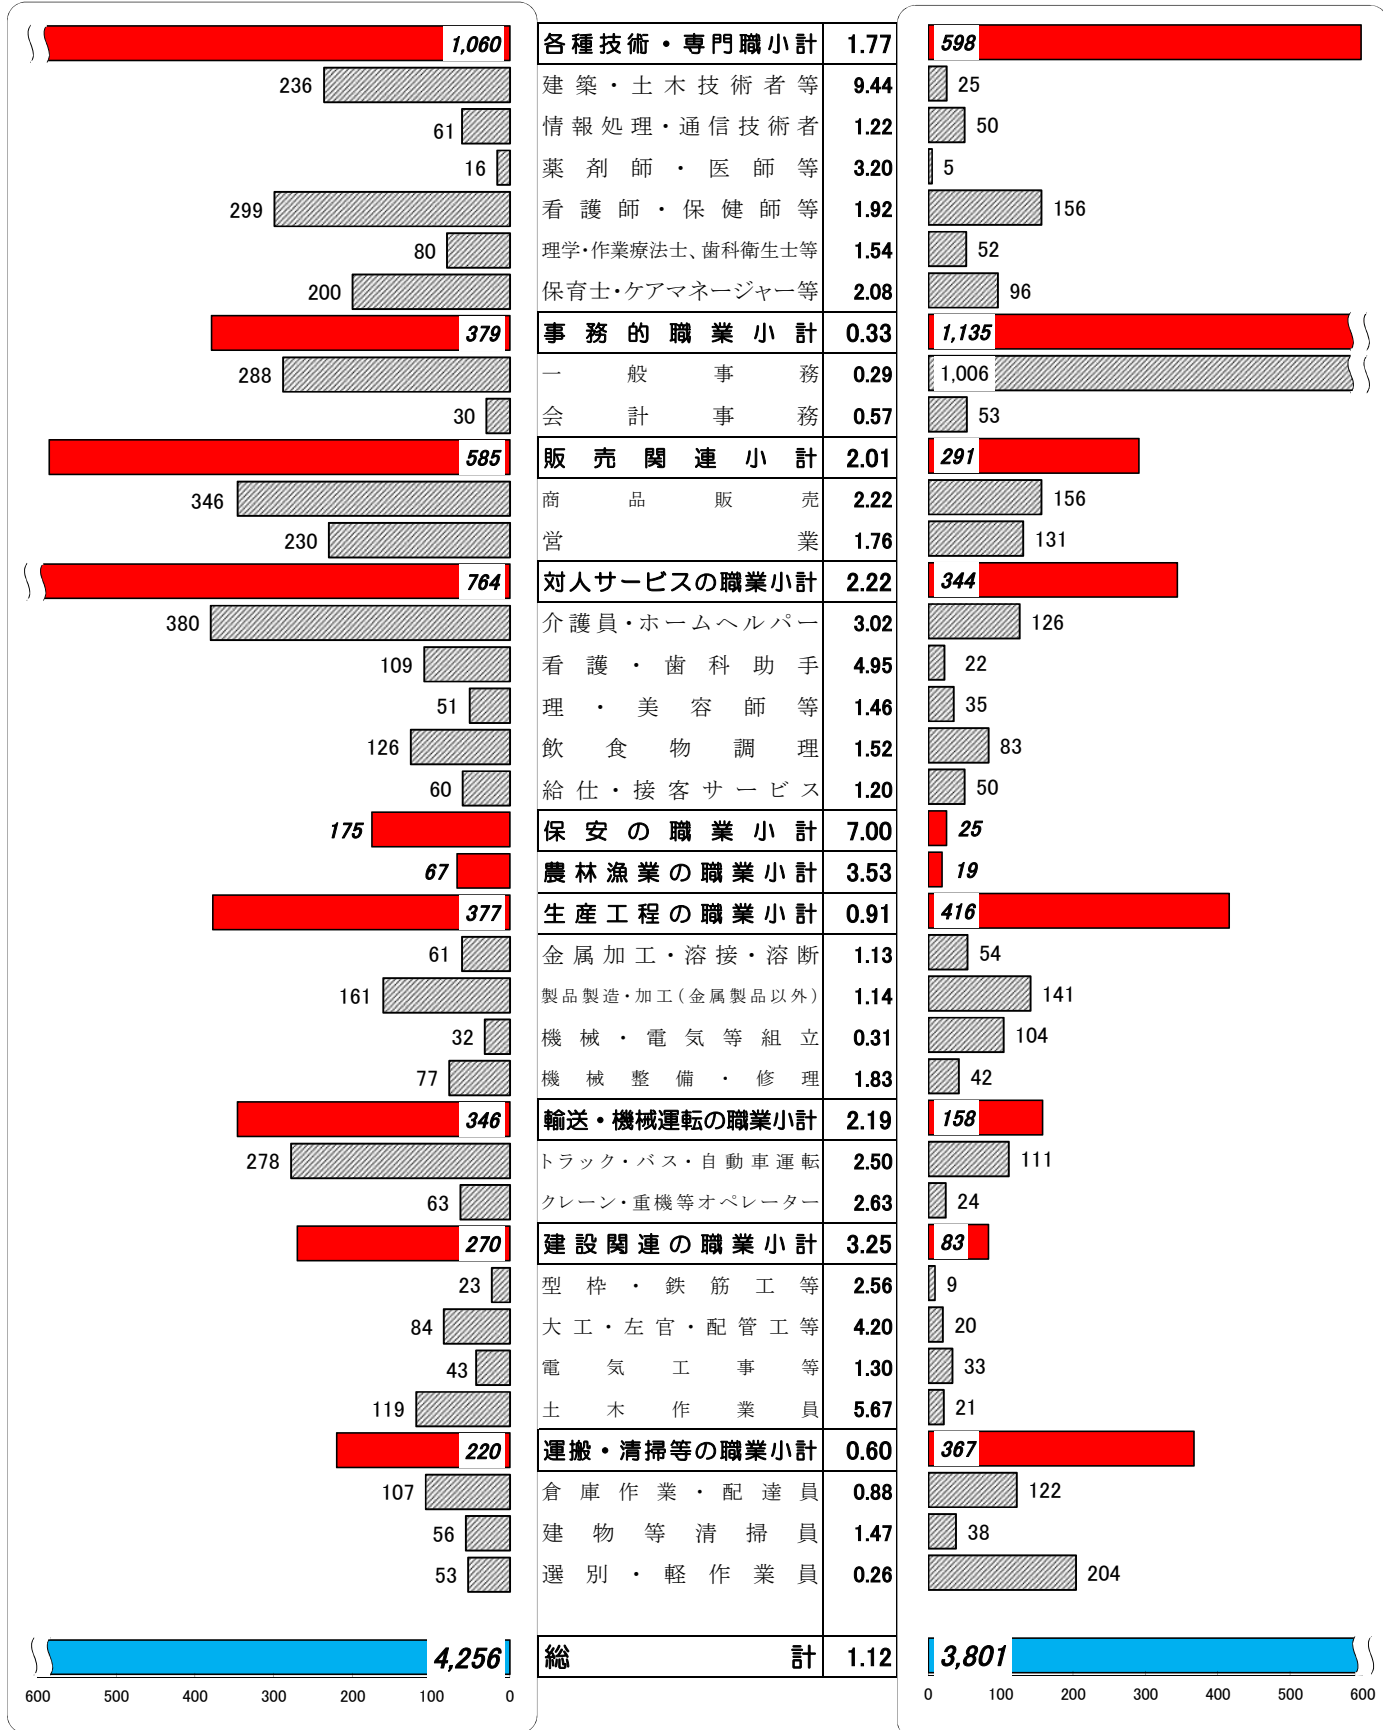 1,060 各種技術・専門職小計 1.77 598
236 建築・土木技術者等 9.44 25
61 情報処理・通信技術者 1.22 50
16 薬剤師・医師等 3.20 5
299 看護師・保健師等 1.92 156
80 理学・作業療法士、歯科衛生士等 1.54 52
200 保育士・ケアマネージャー等 2.08 96
379 事務的職業小計 0.33 1,135
288 一般事務 0.29 1,006
30 会計事務 0.57 53
585 販売関連小計 2.01 291
346 商品販売 2.22 156
230 営業 1.76 131
764 対人サービスの職業小計 2.22 344
380 介護員・ホームヘルパー 3.02 126
109 看護・歯科助手 4.95 22
51 理・美容師等 1.46 35
126 飲食物調理 1.52 83
60 給仕・接客サービス 1.20 50
175 保安の職業小計 7.00 25
67 農林漁業の職業小計 3.53 19
377 生産工程の職業小計 0.91 416
61 金属加工・溶接・溶断 1.13 54
161 製品製造・加工(金属製品以外) 1.14 141
32 機械・電気等組立 0.31 104
77 機械整備・修理 1.83 42
346 輸送・機械運転の職業小計 2.19 158
278 トラック・バス・自動車運転 2.50 111
63 クレーン・重機等オペレーター 2.63 24
270 建設関連の職業小計 3.25 83
23 型枠・鉄筋工等 2.56 9
84 大工・左官・配管工等 4.20 20
43 電気工事等 1.30 33
119 土木作業員 5.67 21
220 運搬・清掃等の職業小計 0.60 367
107 倉庫作業・配達員 0.88 122
56 建物等清掃員 1.47 38
53 選別・軽作業員 0.26 204
4,256 総計 1.12 3,801
600 500 400 300 200 100 0 0 100 200 300 400 500 600